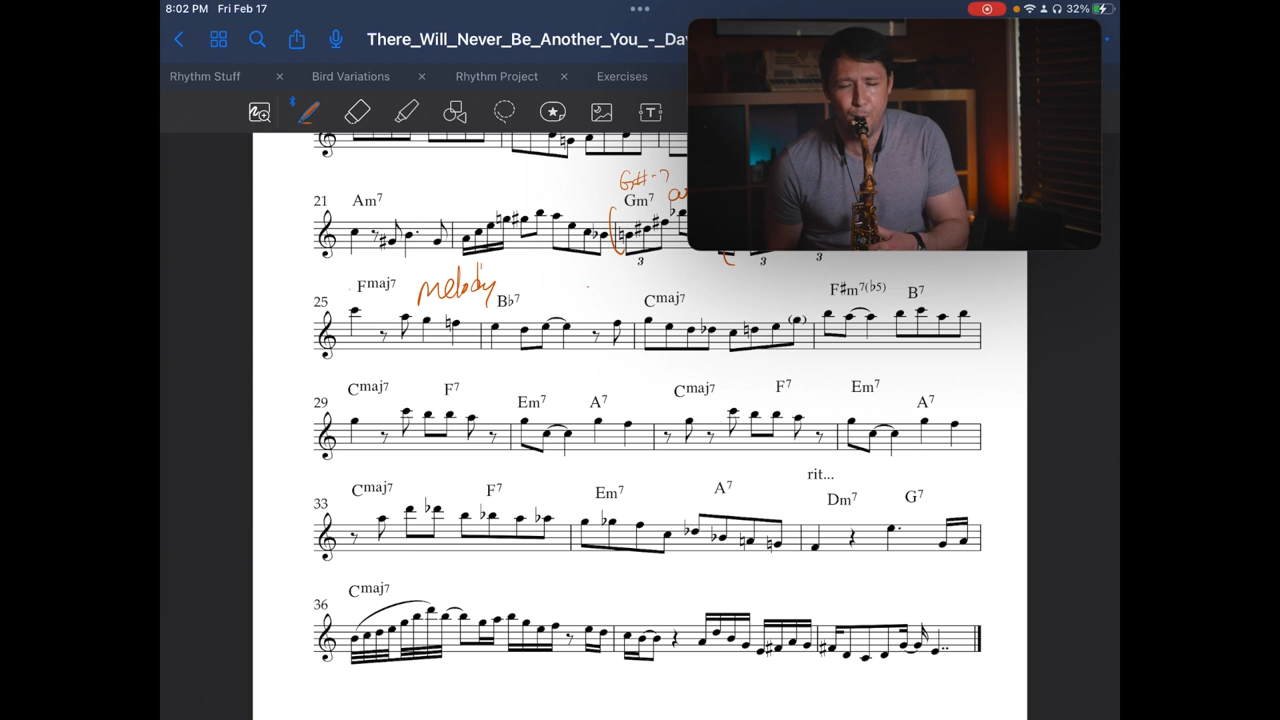 8:02 PM Fri Feb 17
32%
There_Will_Never_Be_Another_You_-_Da
Rhythm Stuff × Bird Variations × Rhythm Project × Exercises
T
G#-7
21 Am7 Gm7
3 3 3
melody
25 Fmaj7 B♭7 Cmaj7 F#m7(♭5) B7
29 Cmaj7 F7 Em7 A7 Cmaj7 F7 Em7 A7
rit...
33 Cmaj7 F7 Em7 A7 Dm7 G7
36 Cmaj7